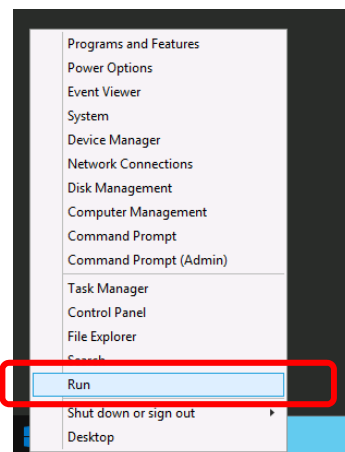 Programs and Features
Power Options
Event Viewer
System
Device Manager
Network Connections
Disk Management
Computer Management
Command Prompt
Command Prompt (Admin)
Task Manager
Control Panel
File Explorer
Search
Run
Shut down or sign out
Desktop